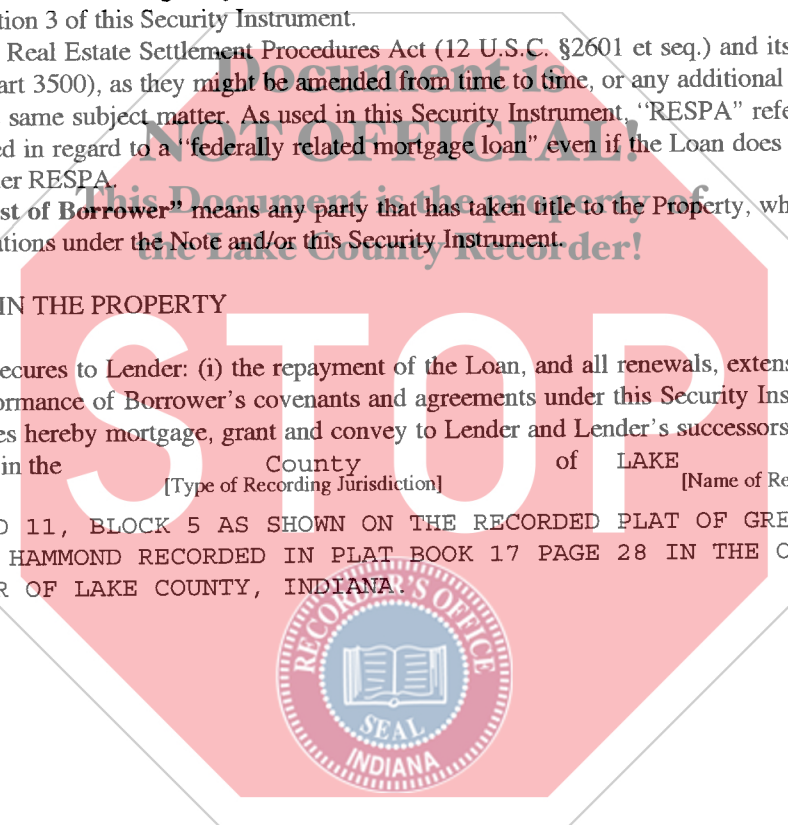 tion 3 of this Security Instrument.
Real Estate Settlement Procedures Act (12 U.S.C. §2601 et seq.) and its
art 3500), as they might be amended from time to time, or any additional
same subject matter. As used in this Security Instrument, “RESPA” refe
ed in regard to a “federally related mortgage loan” even if the Loan does
er RESPA.
st of Borrower” means any party that has taken title to the Property, wh
ations under the Note and/or this Security Instrument.
Document is
NOT OFFICIAL!
This Document is the property of
the Lake County Recorder!
IN THE PROPERTY
STOP
ecures to Lender: (i) the repayment of the Loan, and all renewals, extens
ormance of Borrower’s covenants and agreements under this Security Ins
es hereby mortgage, grant and convey to Lender and Lender’s successors
in the County of LAKE
[Type of Recording Jurisdiction] [Name of Re
D 11, BLOCK 5 AS SHOWN ON THE RECORDED PLAT OF GRE
HAMMOND RECORDED IN PLAT BOOK 17 PAGE 28 IN THE O
R OF LAKE COUNTY, INDIANA.
RECORDER'S OFFICE
SEAL
INDIANA